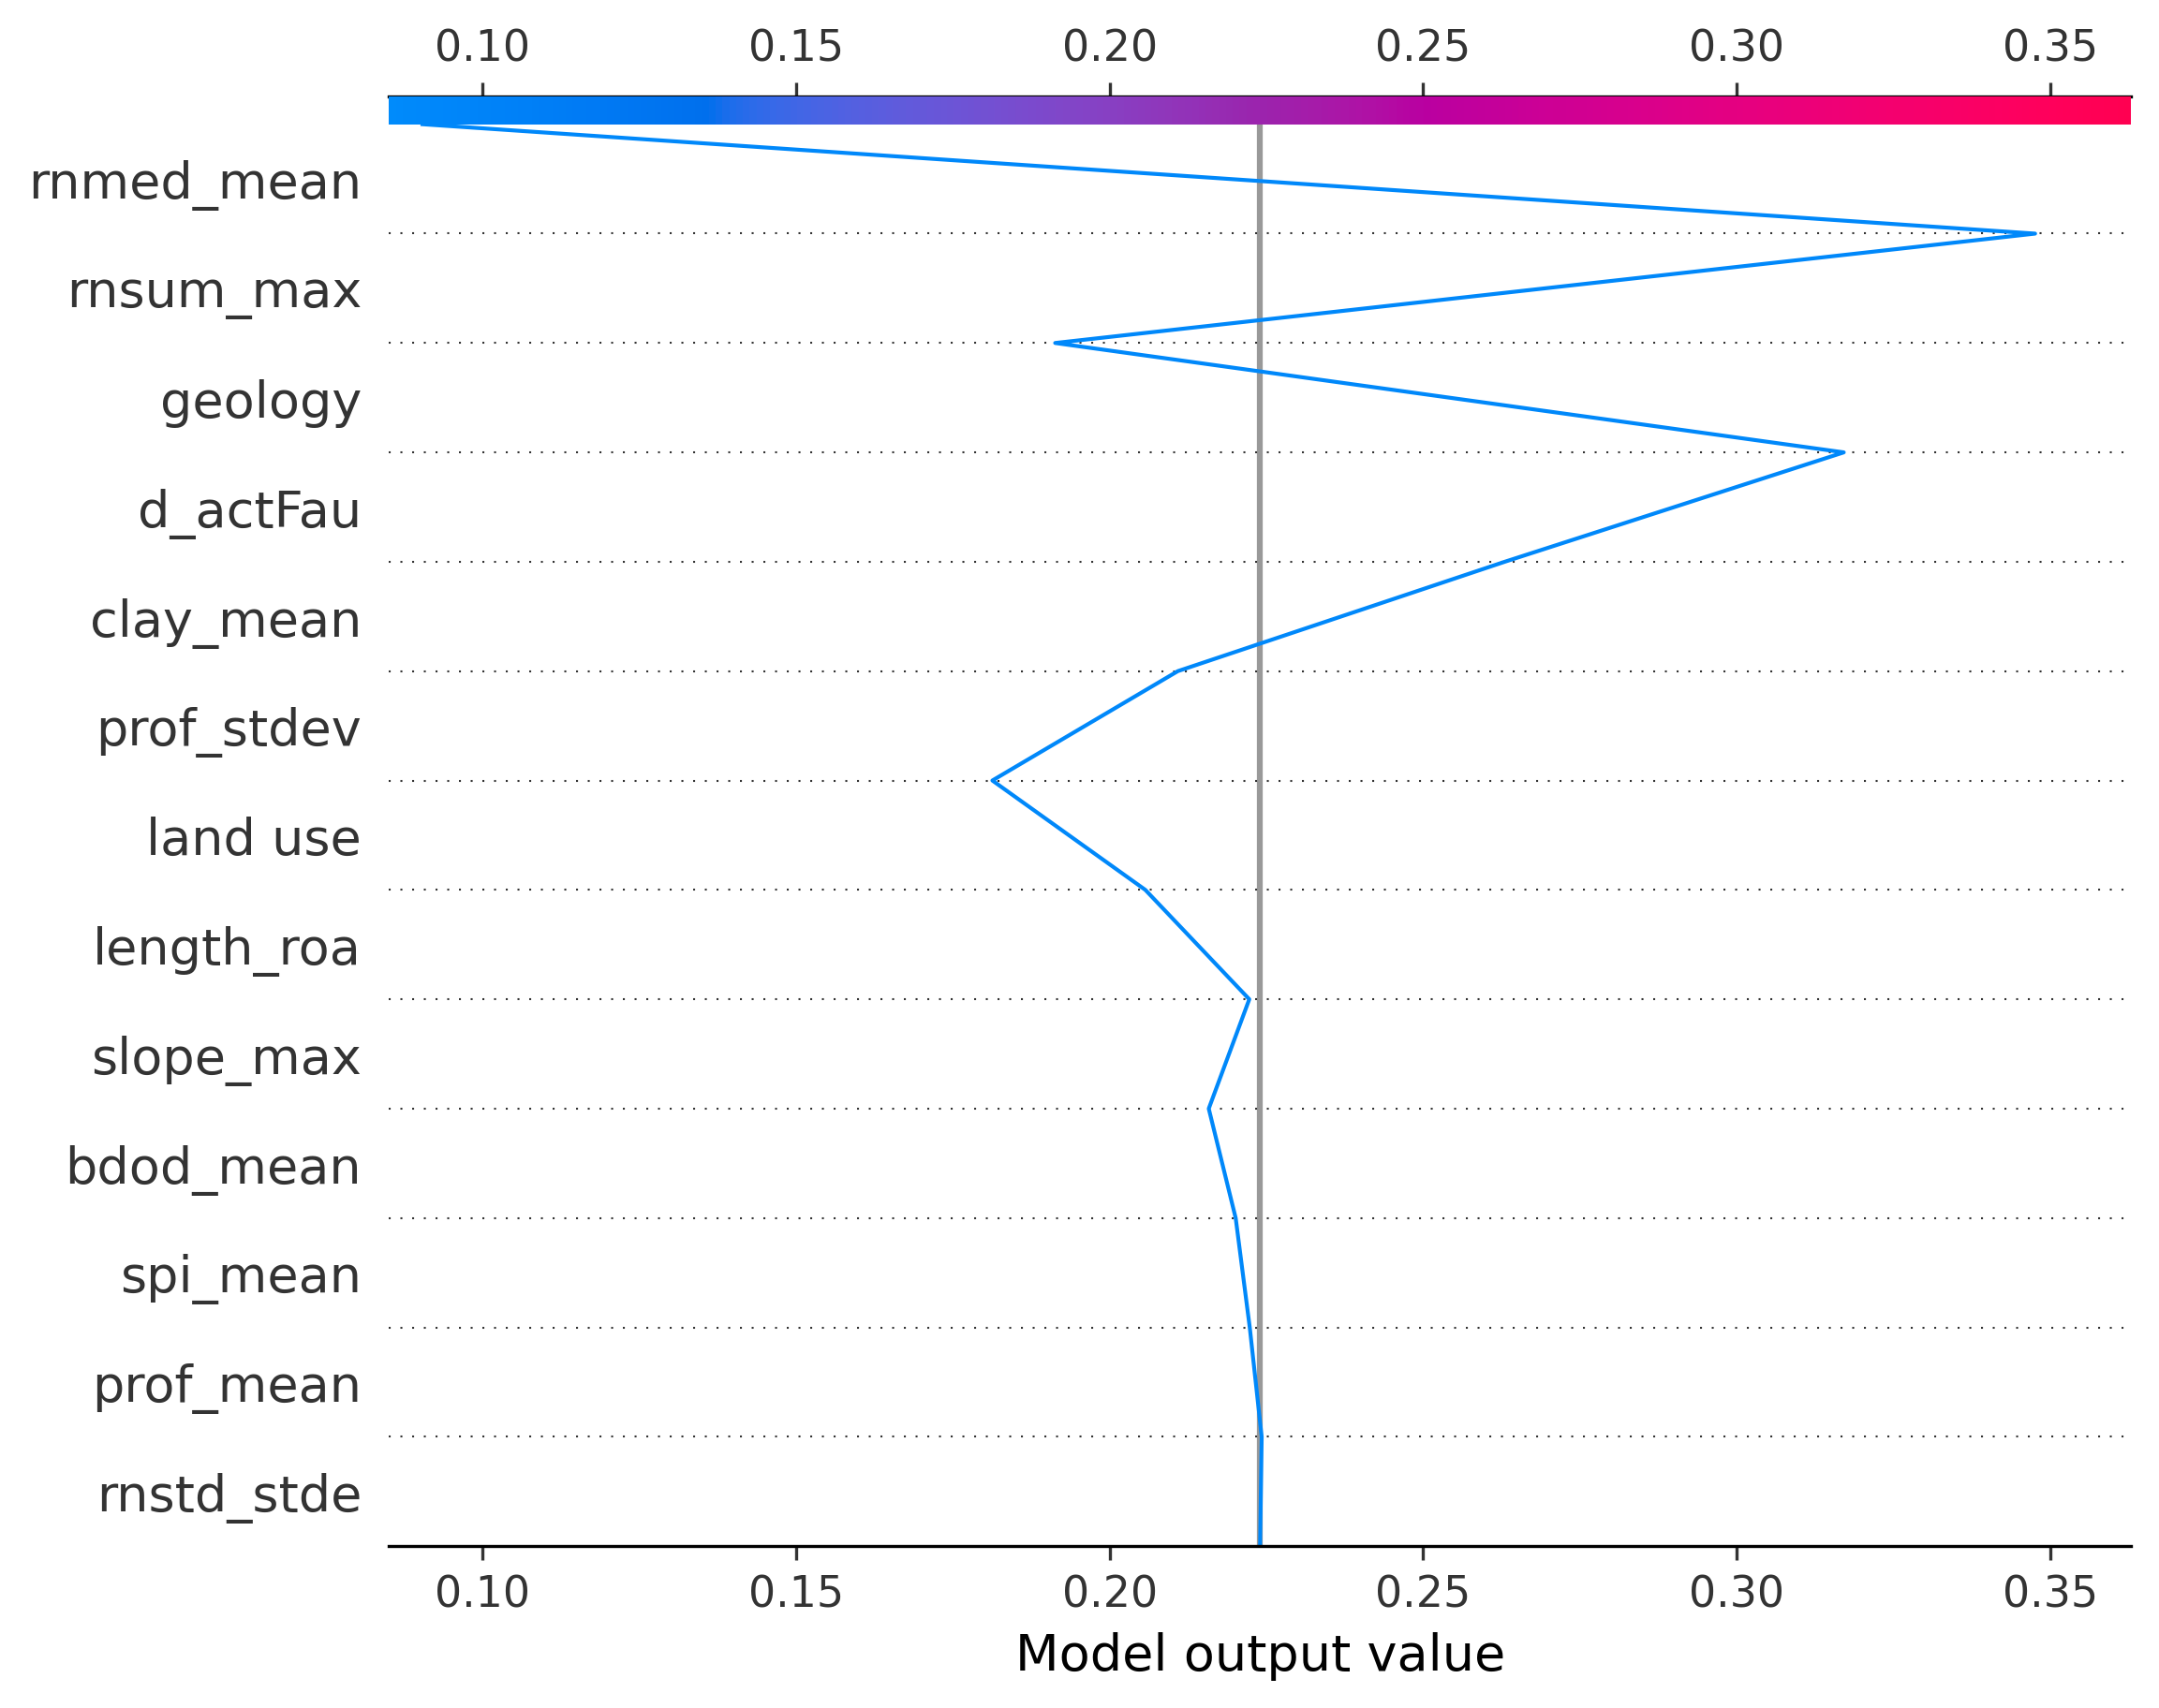 0.10 0.15 0.20 0.25 0.30 0.35
rnmed_mean
rnsum_max
geology
d_actFau
clay_mean
prof_stdev
land use
length_roa
slope_max
bdod_mean
spi_mean
prof_mean
rnstd_stde
0.10 0.15 0.20 0.25 0.30 0.35
Model output value